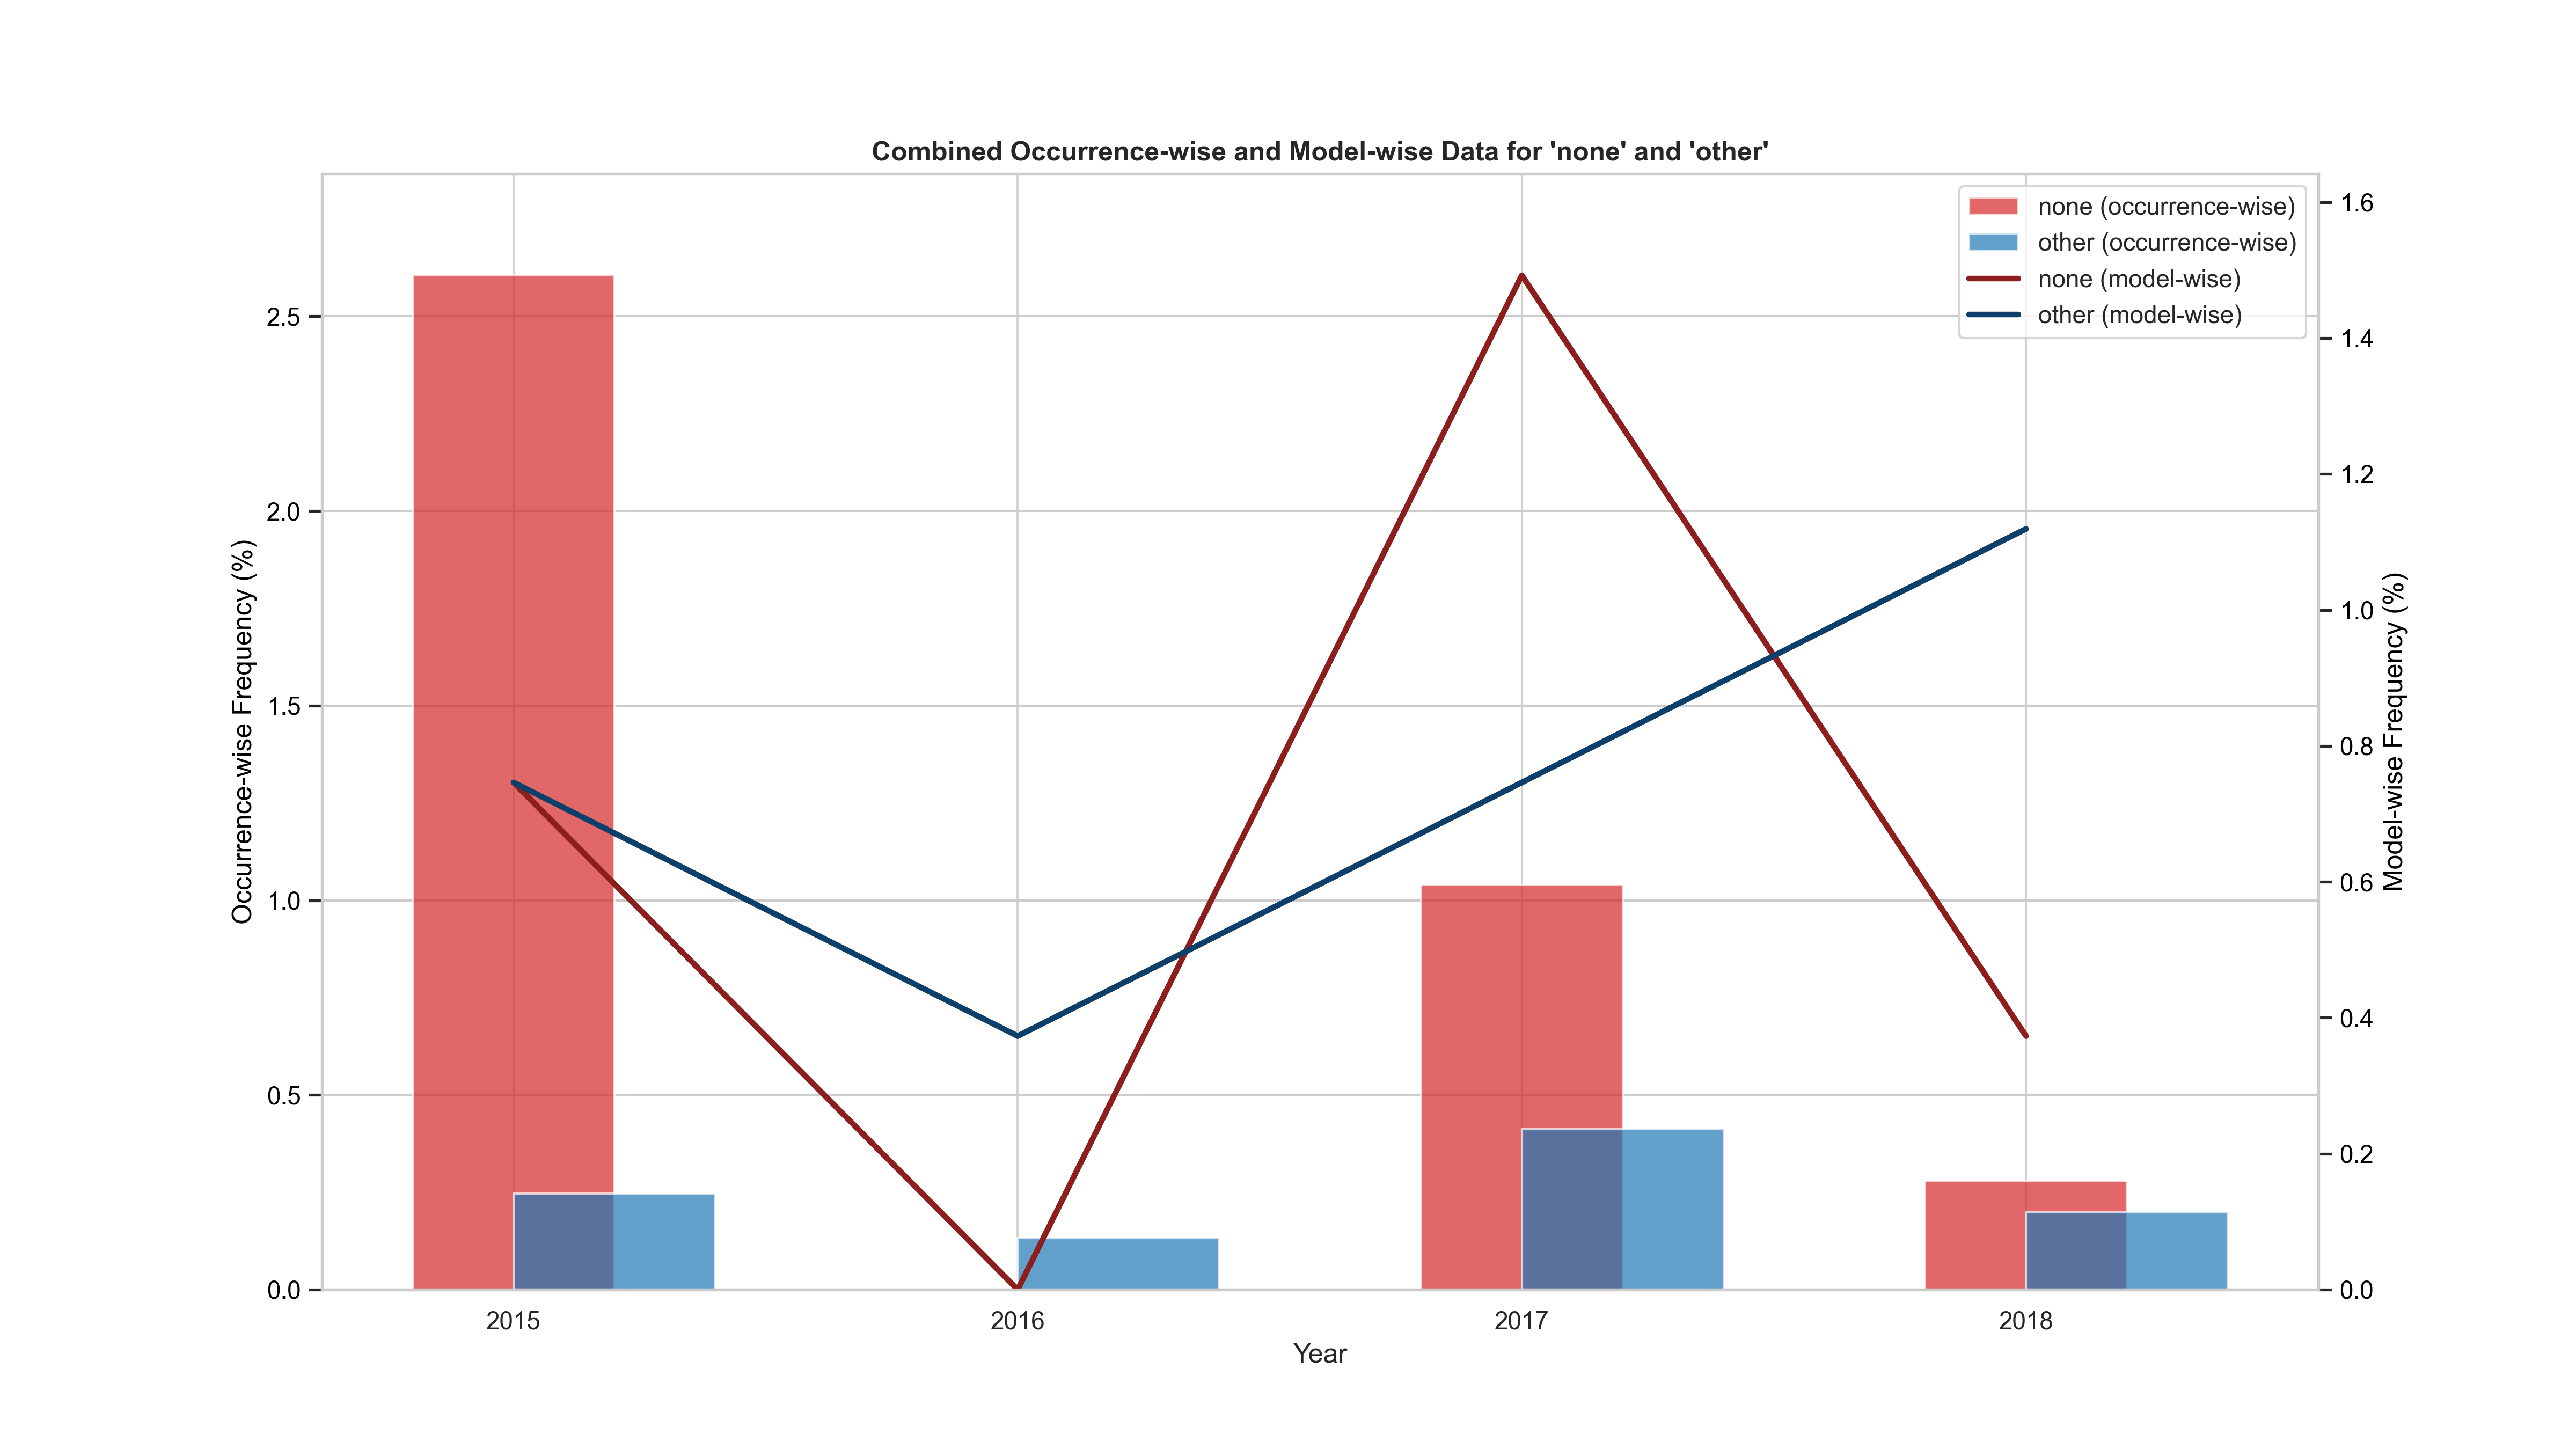 Combined Occurrence-wise and Model-wise Data for 'none' and 'other'
none (occurrence-wise)
other (occurrence-wise)
none (model-wise)
other (model-wise)
Occurrence-wise Frequency (%)
2.5
2.0
1.5
1.0
0.5
0.0
1.6
1.4
1.2
1.0
0.8
0.6
0.4
0.2
0.0
Model-wise Frequency (%)
2015 2016 2017 2018
Year